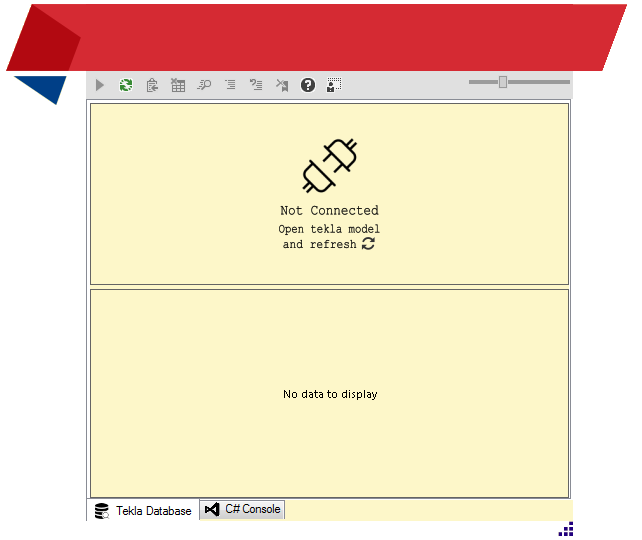 Not Connected
Open tekla model
and refresh
No data to display
Tekla Database
C# Console